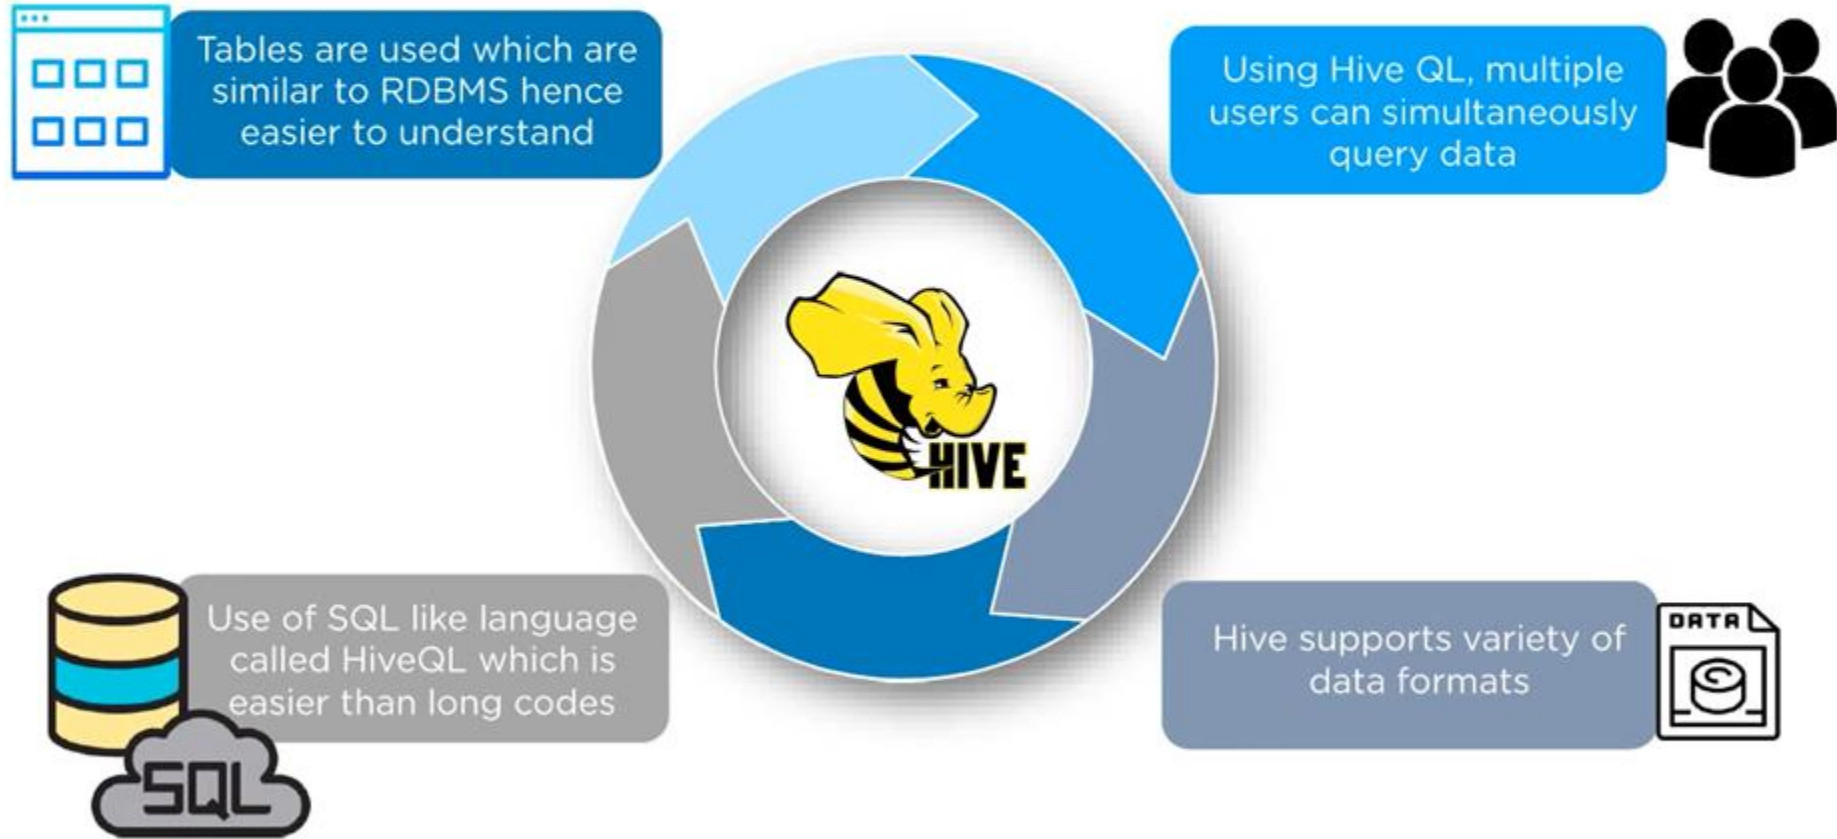 Tables are used which are
similar to RDBMS hence
easier to understand
Using Hive QL, multiple
users can simultaneously
query data
HIVE
Use of SQL like language
called HiveQL which is
easier than long codes
SQL
Hive supports variety of
data formats
DATA